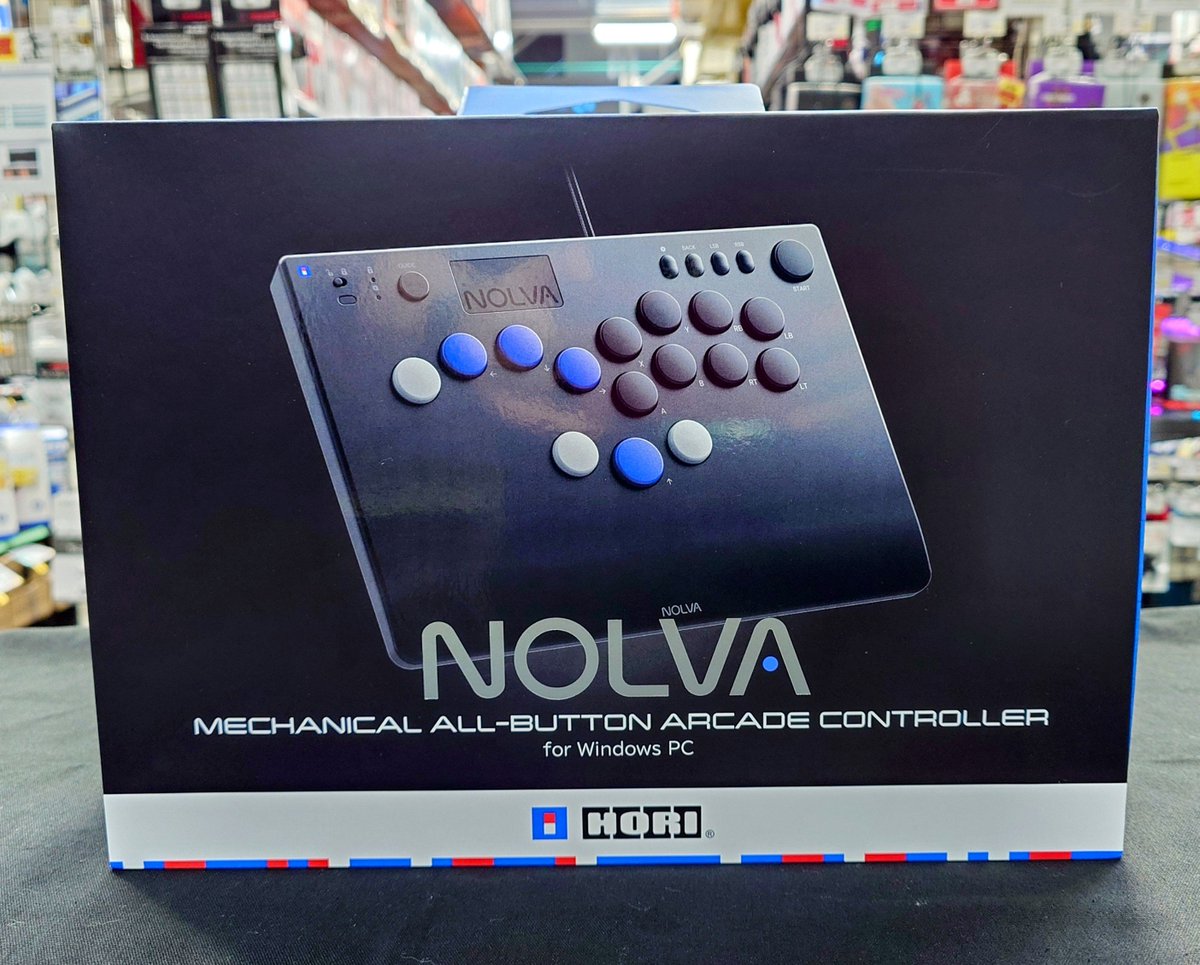 GUIDE
NOLVA
BACK LSB RSB
START
Y RB LB
X B RT LT
A
NOLVA
NOLVA
MECHANICAL ALL-BUTTON ARCADE CONTROLLER
for Windows PC
HORI®